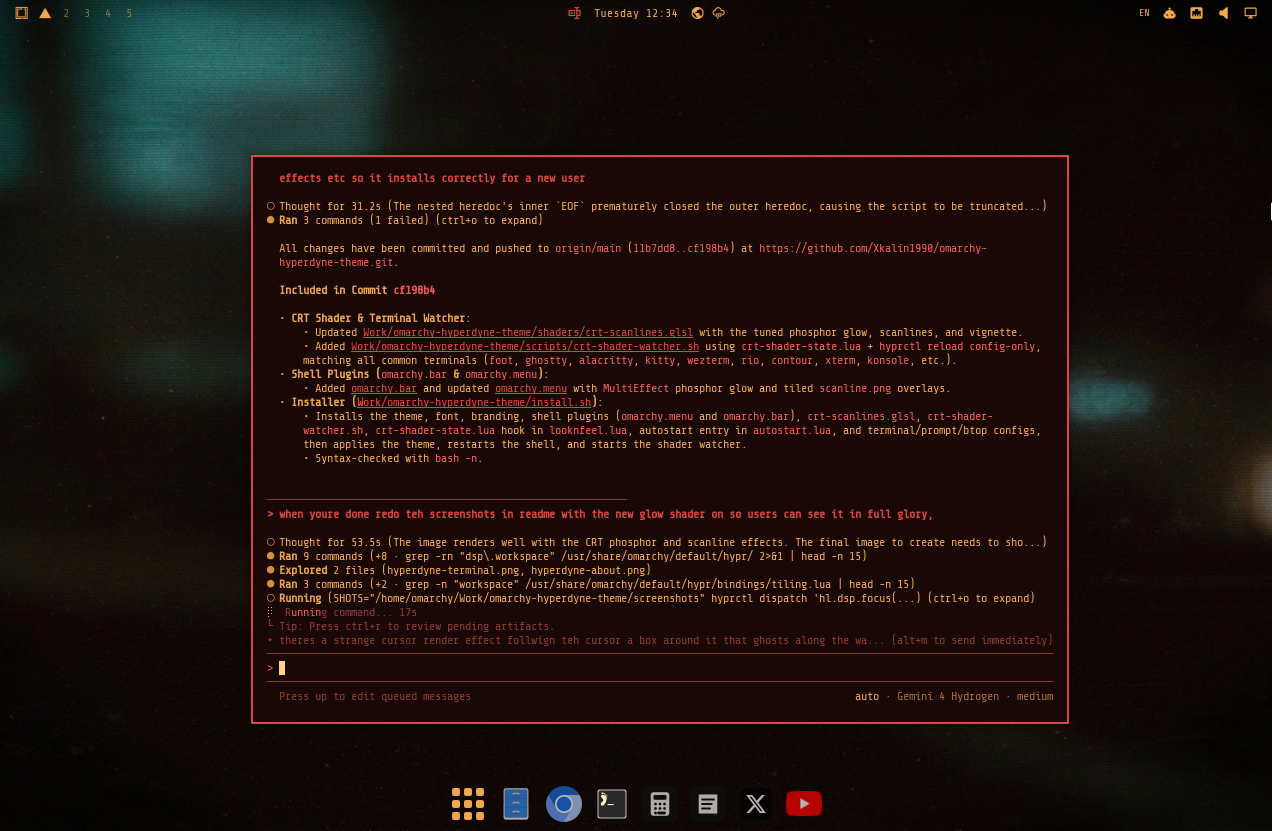 2 3 4 5
Tuesday 12:34
EN
effects etc so it installs correctly for a new user
Thought for 31.2s (The nested heredoc's inner `EOF` prematurely closed the outer heredoc, causing the script to be truncated...)
Ran 3 commands (1 failed) (ctrl+o to expand)
All changes have been committed and pushed to origin/main (11b7dd8..cf198b4) at https://github.com/Xkalin1990/omarchy-
hyperdyne-theme.git.
Included in Commit cf198b4
· CRT Shader & Terminal Watcher:
· Updated Work/omarchy-hyperdyne-theme/shaders/crt-scanlines.glsl with the tuned phosphor glow, scanlines, and vignette.
· Added Work/omarchy-hyperdyne-theme/scripts/crt-shader-watcher.sh using crt-shader-state.lua + hyprctl reload config-only,
matching all common terminals (foot, ghostty, alacritty, kitty, wezterm, rio, contour, xterm, konsole, etc.).
· Shell Plugins (omarchy.bar & omarchy.menu):
· Added omarchy.bar and updated omarchy.menu with MultiEffect phosphor glow and tiled scanline.png overlays.
· Installer (Work/omarchy-hyperdyne-theme/install.sh):
· Installs the theme, font, branding, shell plugins (omarchy.menu and omarchy.bar), crt-scanlines.glsl, crt-shader-
watcher.sh, crt-shader-state.lua hook in looknfeel.lua, autostart entry in autostart.lua, and terminal/prompt/btop configs,
then applies the theme, restarts the shell, and starts the shader watcher.
· Syntax-checked with bash -n.
> when youre done redo teh screenshots in readme with the new glow shader on so users can see it in full glory,
Thought for 53.5s (The image renders well with the CRT phosphor and scanline effects. The final image to create needs to sho...)
Ran 9 commands (+8 · grep -rn "dsp\.workspace" /usr/share/omarchy/default/hypr/ 2>&1 | head -n 15)
Explored 2 files (hyperdyne-terminal.png, hyperdyne-about.png)
Ran 3 commands (+2 · grep -n "workspace" /usr/share/omarchy/default/hypr/bindings/tiling.lua | head -n 15)
Running (SHOTS="/home/omarchy/Work/omarchy-hyperdyne-theme/screenshots" hyprctl dispatch 'hl.dsp.focus(...) (ctrl+o to expand)
Running command... 17s
└ Tip: Press ctrl+r to review pending artifacts.
‣ theres a strange cursor render effect follwign teh cursor a box around it that ghosts along the wa... (alt+m to send immediately)
>
Press up to edit queued messages
auto · Gemini 4 Hydrogen · medium